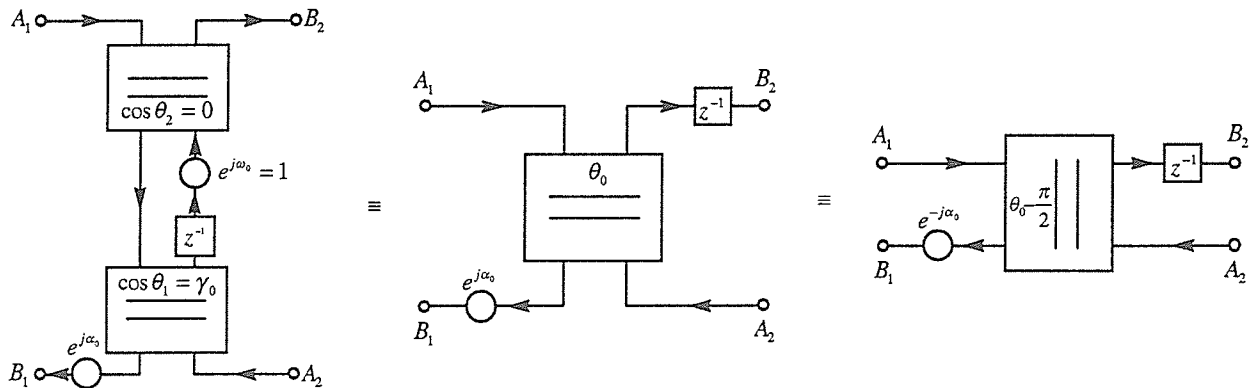 A₁
B₂
cos θ₂ = 0
e^{jω₀} = 1
z⁻¹
cos θ₁ = γ₀
e^{jα₀}
B₁
A₂
≡
A₁
B₂
z⁻¹
θ₀
e^{jα₀}
B₁
A₂
≡
A₁
B₂
z⁻¹
θ₀ - π/2
e^{-jα₀}
B₁
A₂